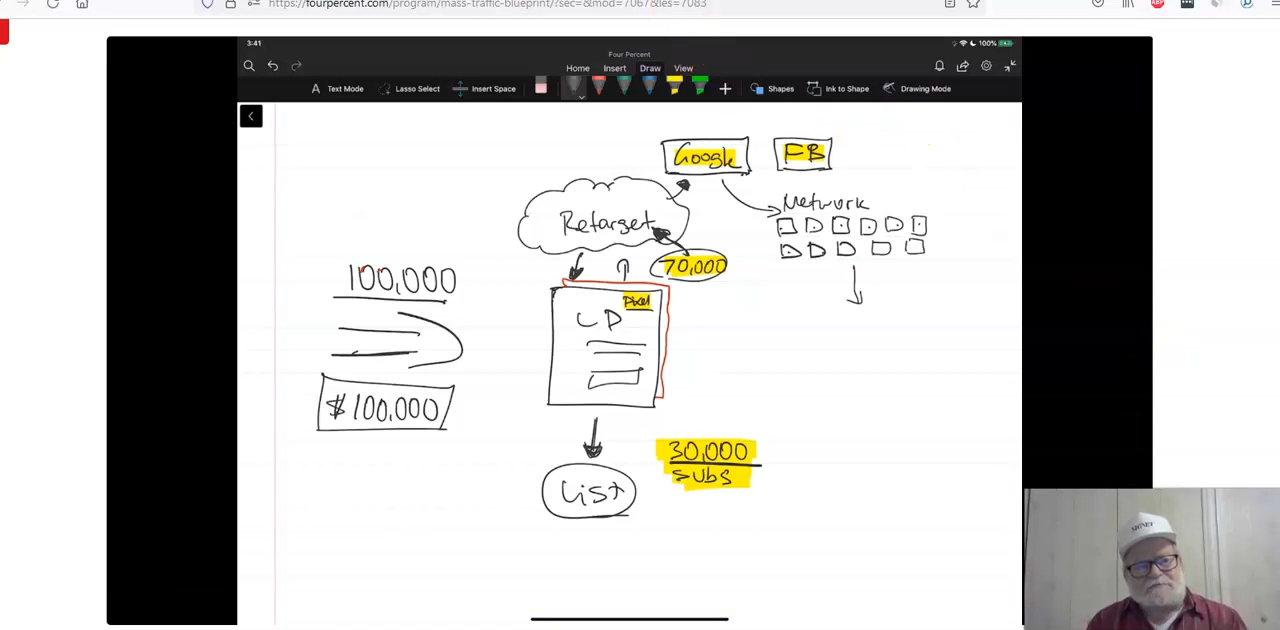 https://fourpercent.com/program/mass-traffic-blueprint/?sec=&mod=7067&les=7083
3:41
100%
Four Percent
Home Insert Draw View
A Text Mode Lasso Select Insert Space Shapes Ink to Shape Drawing Mode
Google FB
Network
Retarget
70,000
100,000
Pixel
LP
$100,000
30,000
subs
List